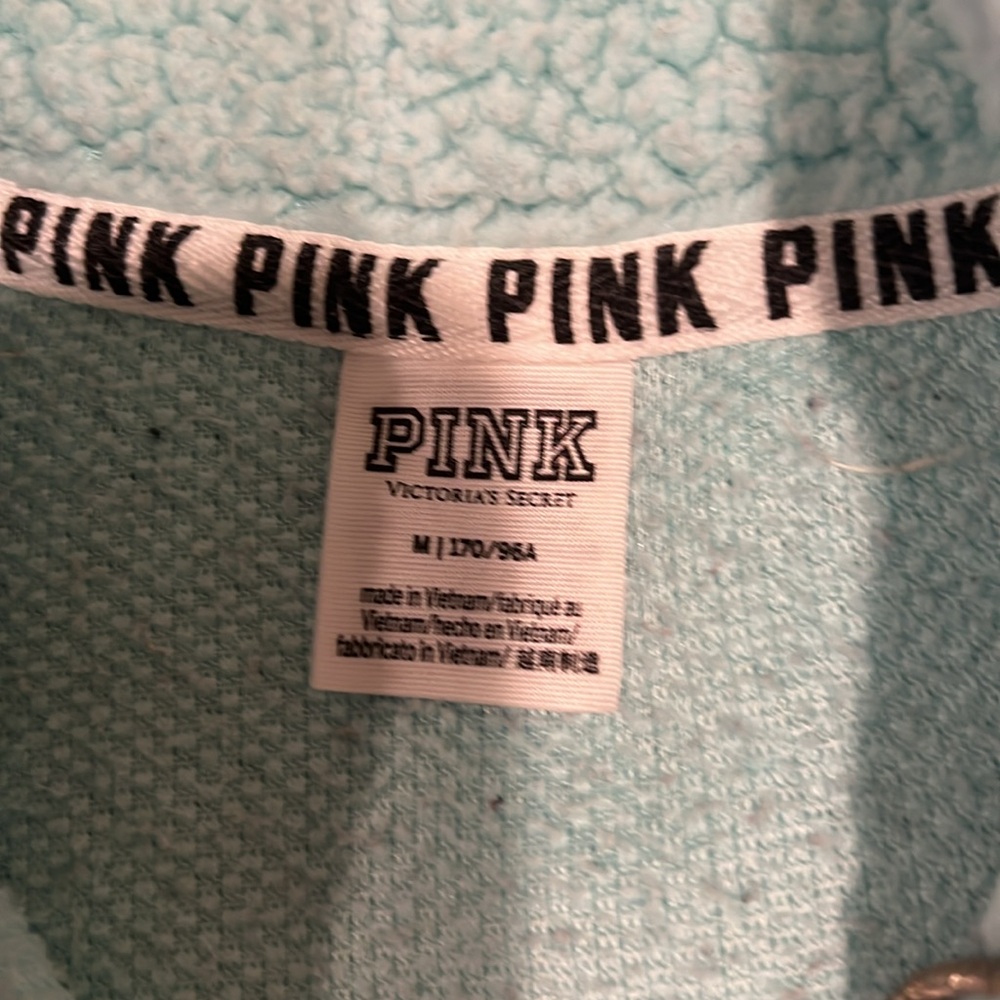 PINK PINK PINK PINK
PINK
VICTORIA'S SECRET
M | 170/96A
made in Vietnam/fabriqué au
Vietnam/hecho en Vietnam/
fabbricato in Vietnam/ 越南制造